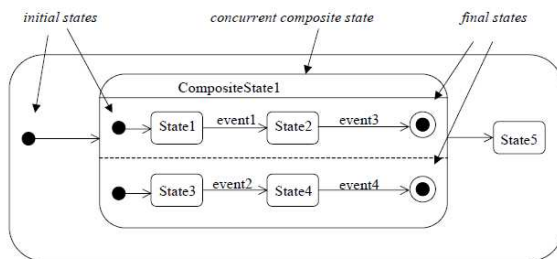 initial states
concurrent composite state
final states
CompositeState1
State1
event1
State2
event3
State5
State3
event2
State4
event4